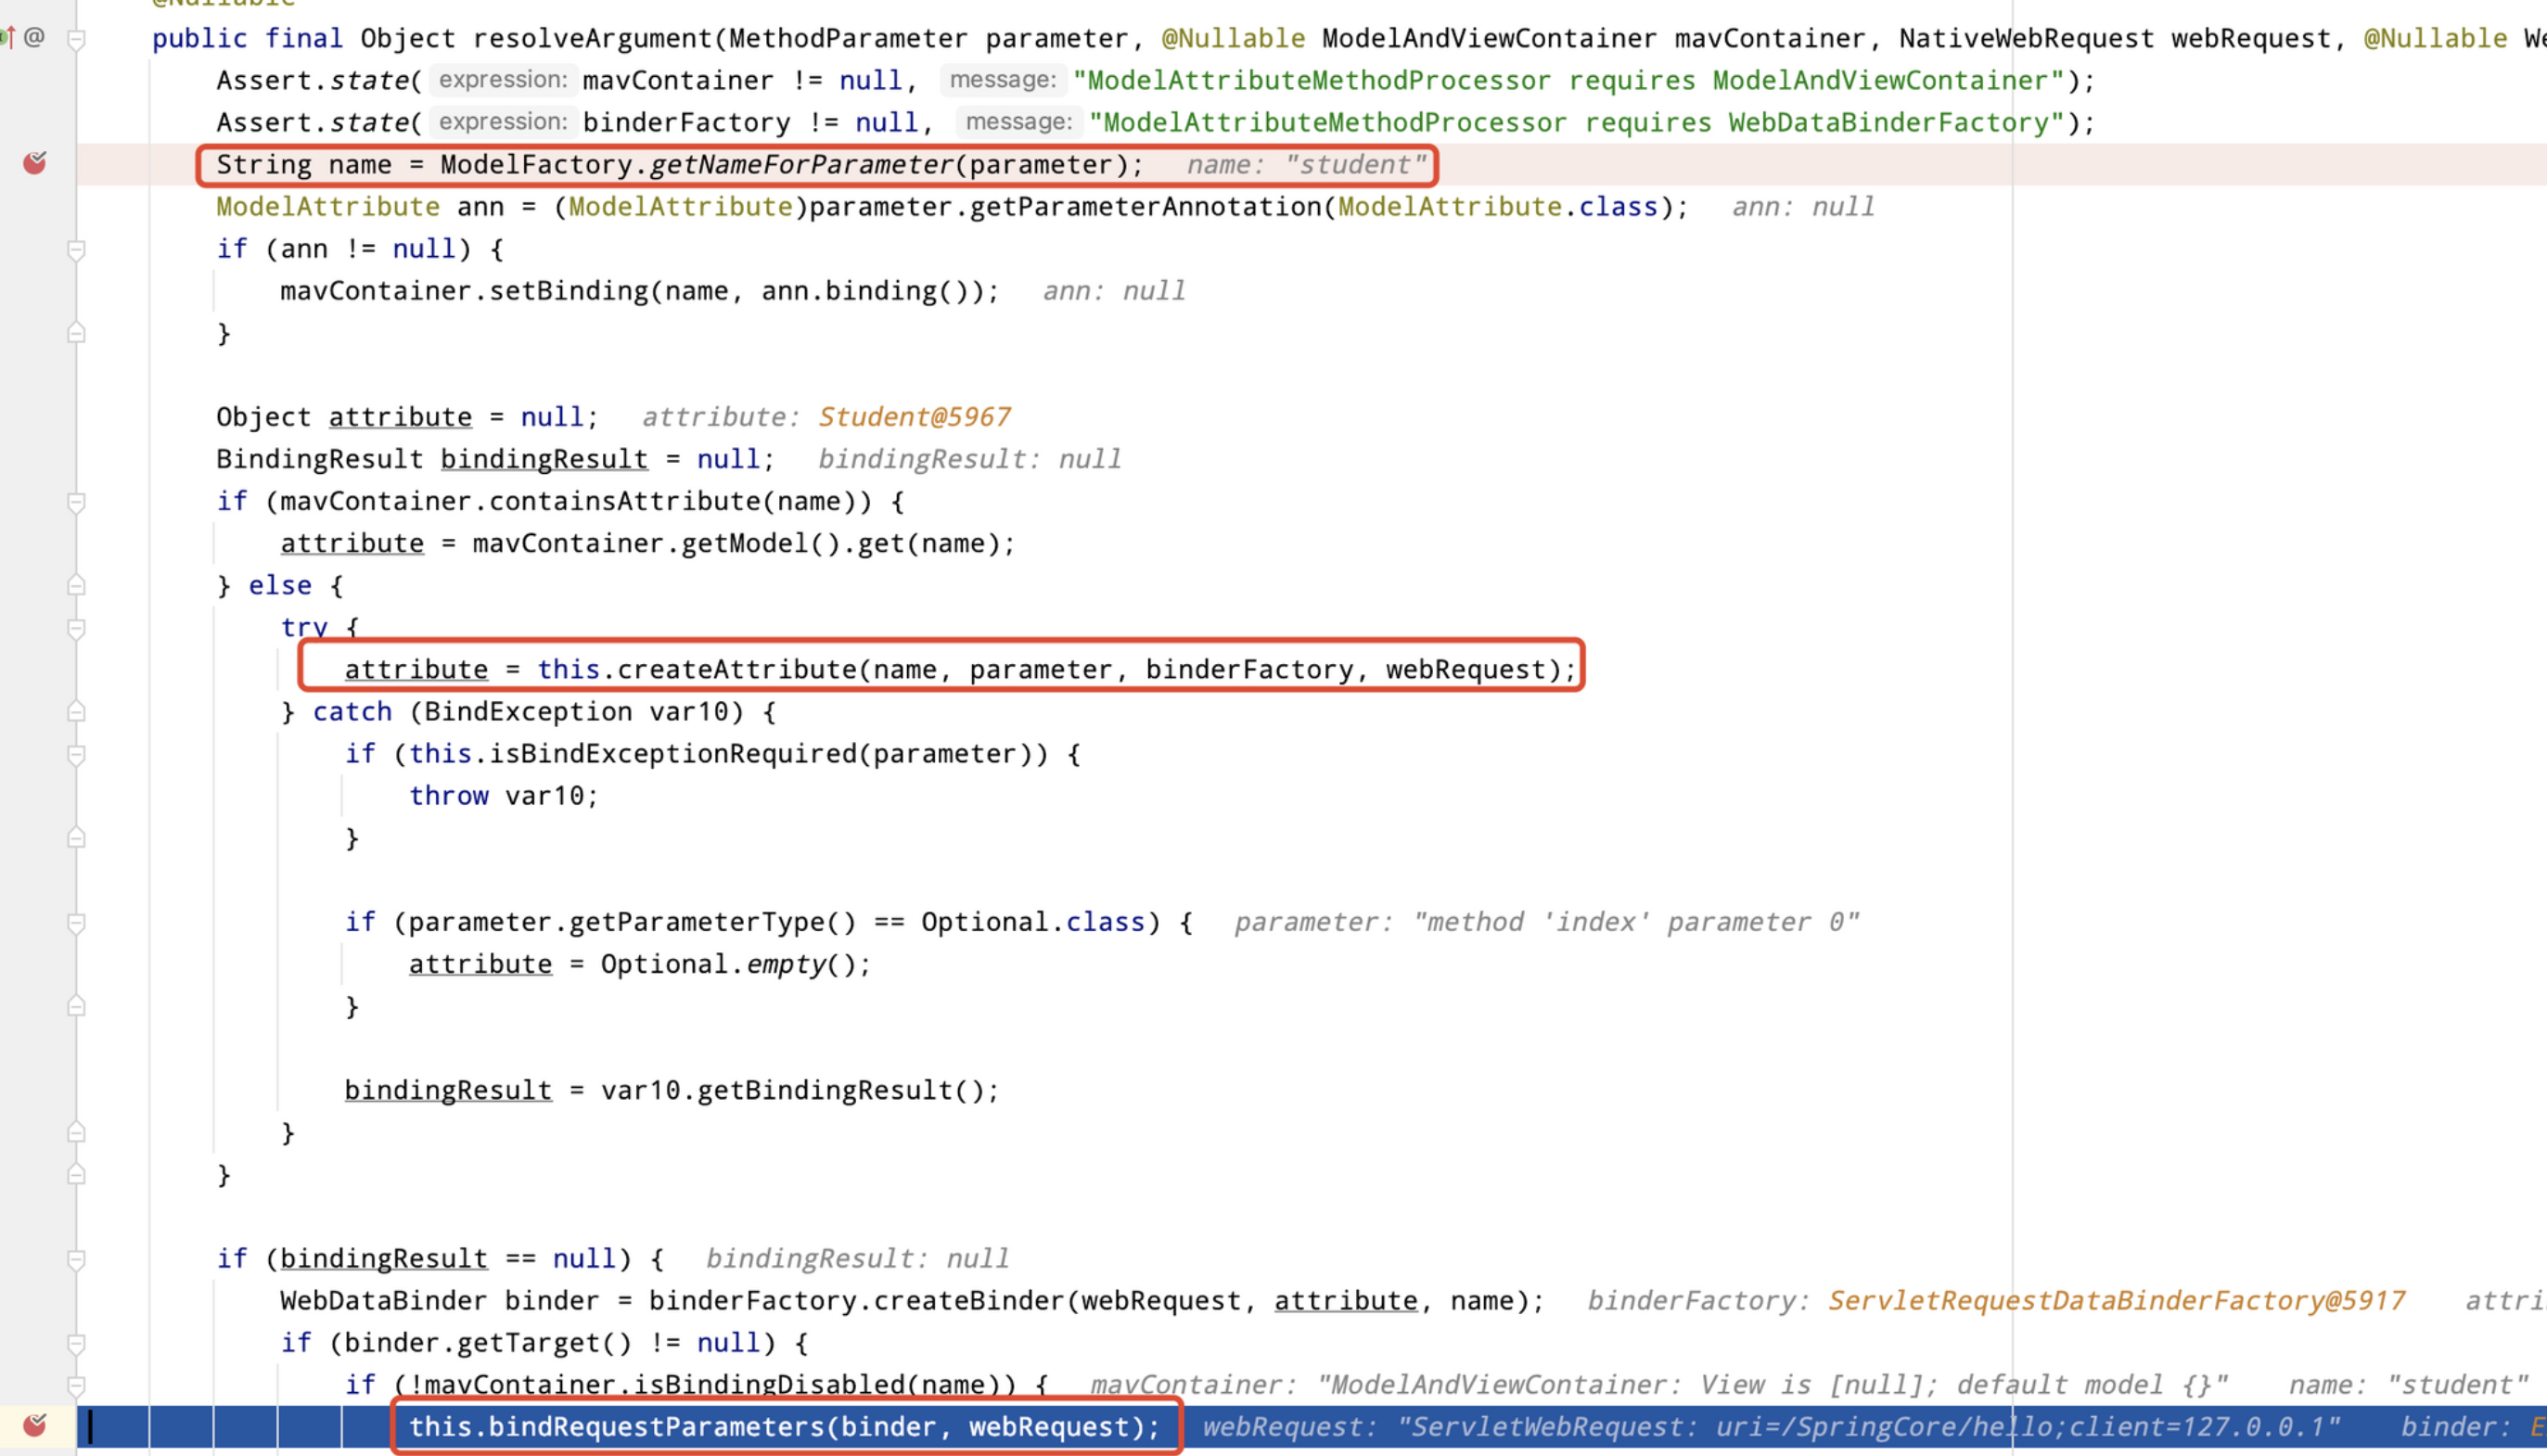 @Nullable
@ public final Object resolveArgument(MethodParameter parameter, @Nullable ModelAndViewContainer mavContainer, NativeWebRequest webRequest, @Nullable We
Assert.state( expression: mavContainer != null, message: "ModelAttributeMethodProcessor requires ModelAndViewContainer");
Assert.state( expression: binderFactory != null, message: "ModelAttributeMethodProcessor requires WebDataBinderFactory");
String name = ModelFactory.getNameForParameter(parameter); name: "student"
ModelAttribute ann = (ModelAttribute)parameter.getParameterAnnotation(ModelAttribute.class); ann: null
if (ann != null) {
mavContainer.setBinding(name, ann.binding()); ann: null
}
Object attribute = null; attribute: Student@5967
BindingResult bindingResult = null; bindingResult: null
if (mavContainer.containsAttribute(name)) {
attribute = mavContainer.getModel().get(name);
} else {
try {
attribute = this.createAttribute(name, parameter, binderFactory, webRequest);
} catch (BindException var10) {
if (this.isBindExceptionRequired(parameter)) {
throw var10;
}
if (parameter.getParameterType() == Optional.class) { parameter: "method 'index' parameter 0"
attribute = Optional.empty();
}
bindingResult = var10.getBindingResult();
}
}
if (bindingResult == null) { bindingResult: null
WebDataBinder binder = binderFactory.createBinder(webRequest, attribute, name); binderFactory: ServletRequestDataBinderFactory@5917 attri
if (binder.getTarget() != null) {
if (!mavContainer.isBindingDisabled(name)) { mavContainer: "ModelAndViewContainer: View is [null]; default model {}" name: "student"
this.bindRequestParameters(binder, webRequest); webRequest: "ServletWebRequest: uri=/SpringCore/hello;client=127.0.0.1" binder: E